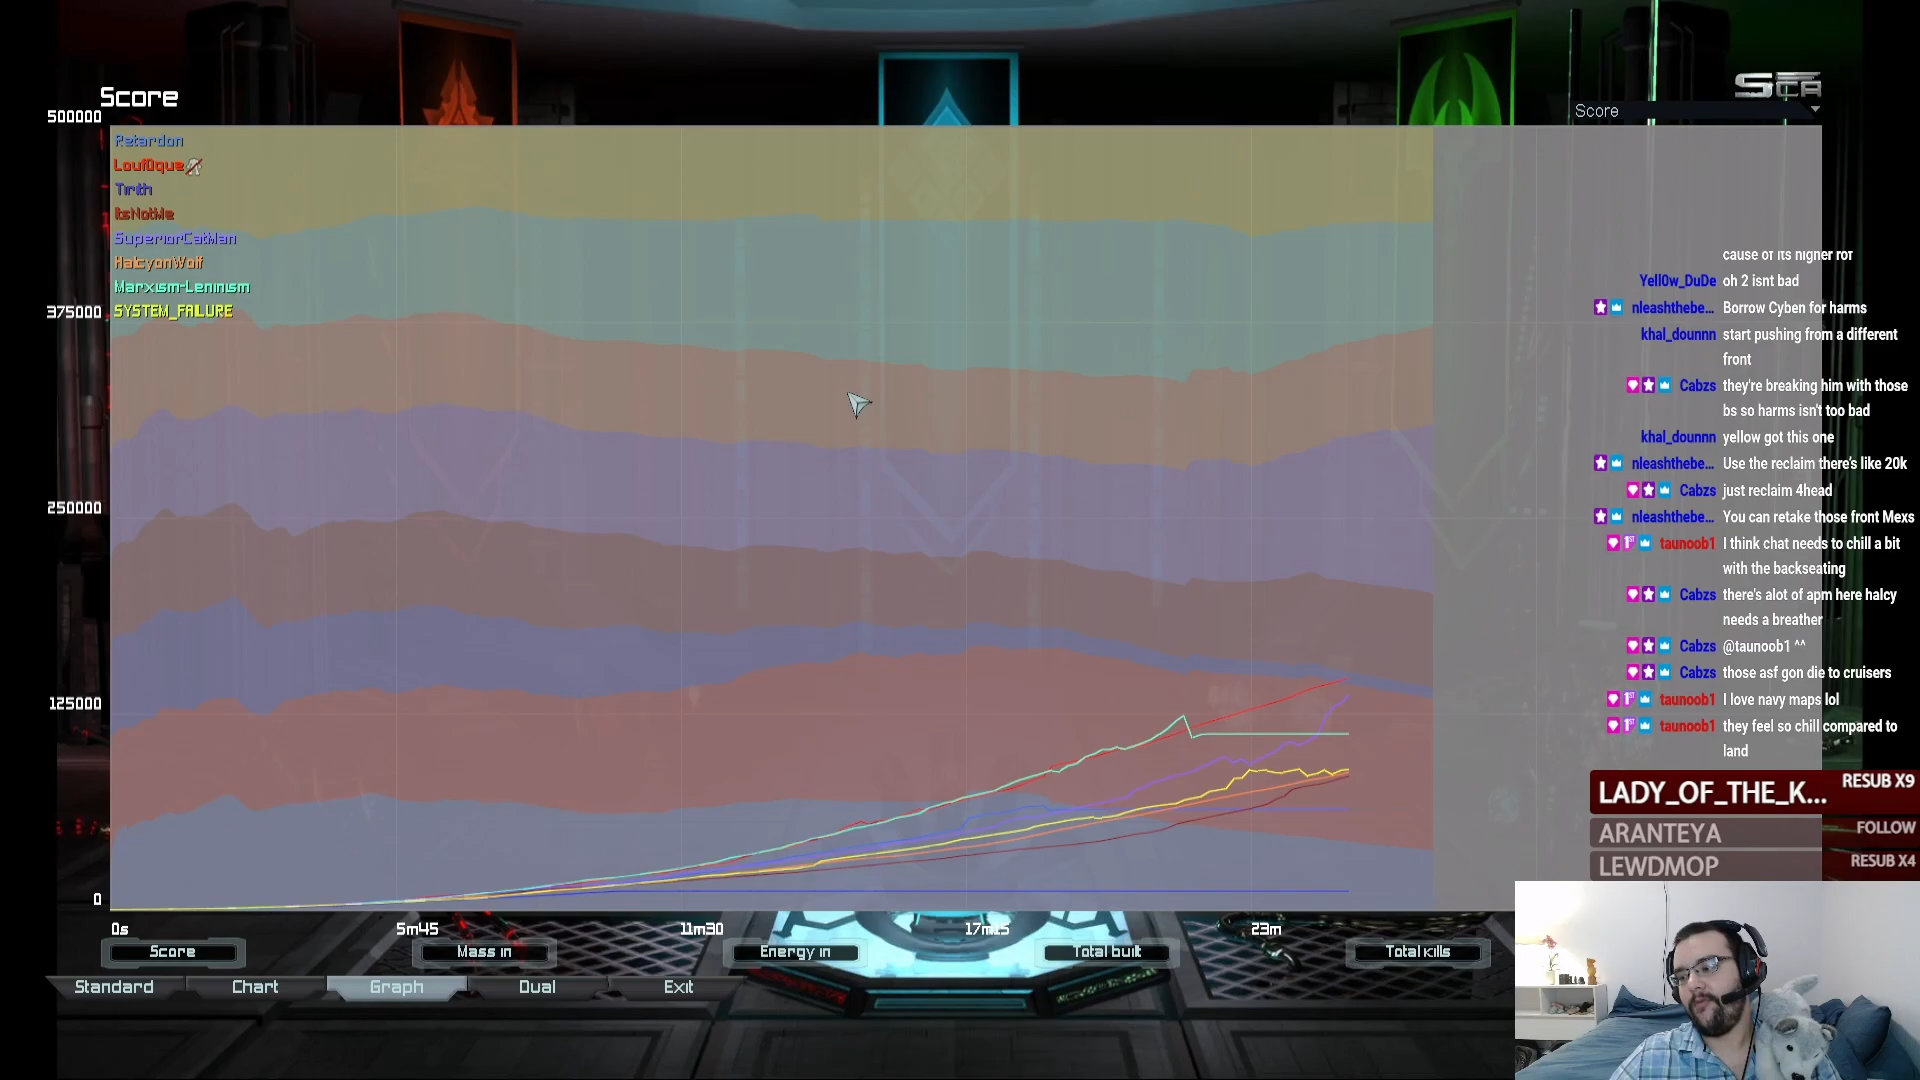 Score
500000
375000
250000
125000
0
Retardon
LoufOque
Tirith
ItsNotMe
SuperiorCatMan
HalcyonWolf
Marxism-Leninism
SYSTEM_FAILURE
0s
5m45
11m30
17m15
23m
Score
Mass in
Energy in
Total built
Total kills
Standard
Chart
Graph
Dual
Exit
Score
cause of its higher rof
Yell0w_DuDe oh 2 isnt bad
nleashthebe... Borrow Cyben for harms
khal_dounnn start pushing from a different
front
Cabzs they're breaking him with those
bs so harms isn't too bad
khal_dounnn yellow got this one
nleashthebe... Use the reclaim there's like 20k
Cabzs just reclaim 4head
nleashthebe... You can retake those front Mexs
taunoob1 I think chat needs to chill a bit
with the backseating
Cabzs there's alot of apm here halcy
needs a breather
Cabzs @taunoob1 ^^
Cabzs those asf gon die to cruisers
taunoob1 I love navy maps lol
taunoob1 they feel so chill compared to
land
LADY_OF_THE_K... RESUB X9
ARANTEYA FOLLOW
LEWDMOP RESUB X4